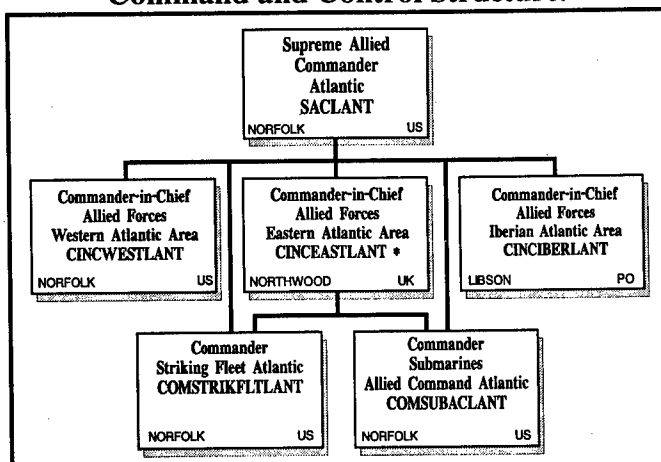 Command and Control Structure.
Supreme Allied
Commander
Atlantic
SACLANT
NORFOLK US
Commander-in-Chief
Allied Forces
Western Atlantic Area
CINCWESTLANT
NORFOLK US
Commander-in-Chief
Allied Forces
Eastern Atlantic Area
CINCEASTLANT *
NORTHWOOD UK
Commander-in-Chief
Allied Forces
Iberian Atlantic Area
CINCIBERLANT
LIBSON PO
Commander
Striking Fleet Atlantic
COMSTRIKFLTLANT
NORFOLK US
Commander
Submarines
Allied Command Atlantic
COMSUBACLANT
NORFOLK US